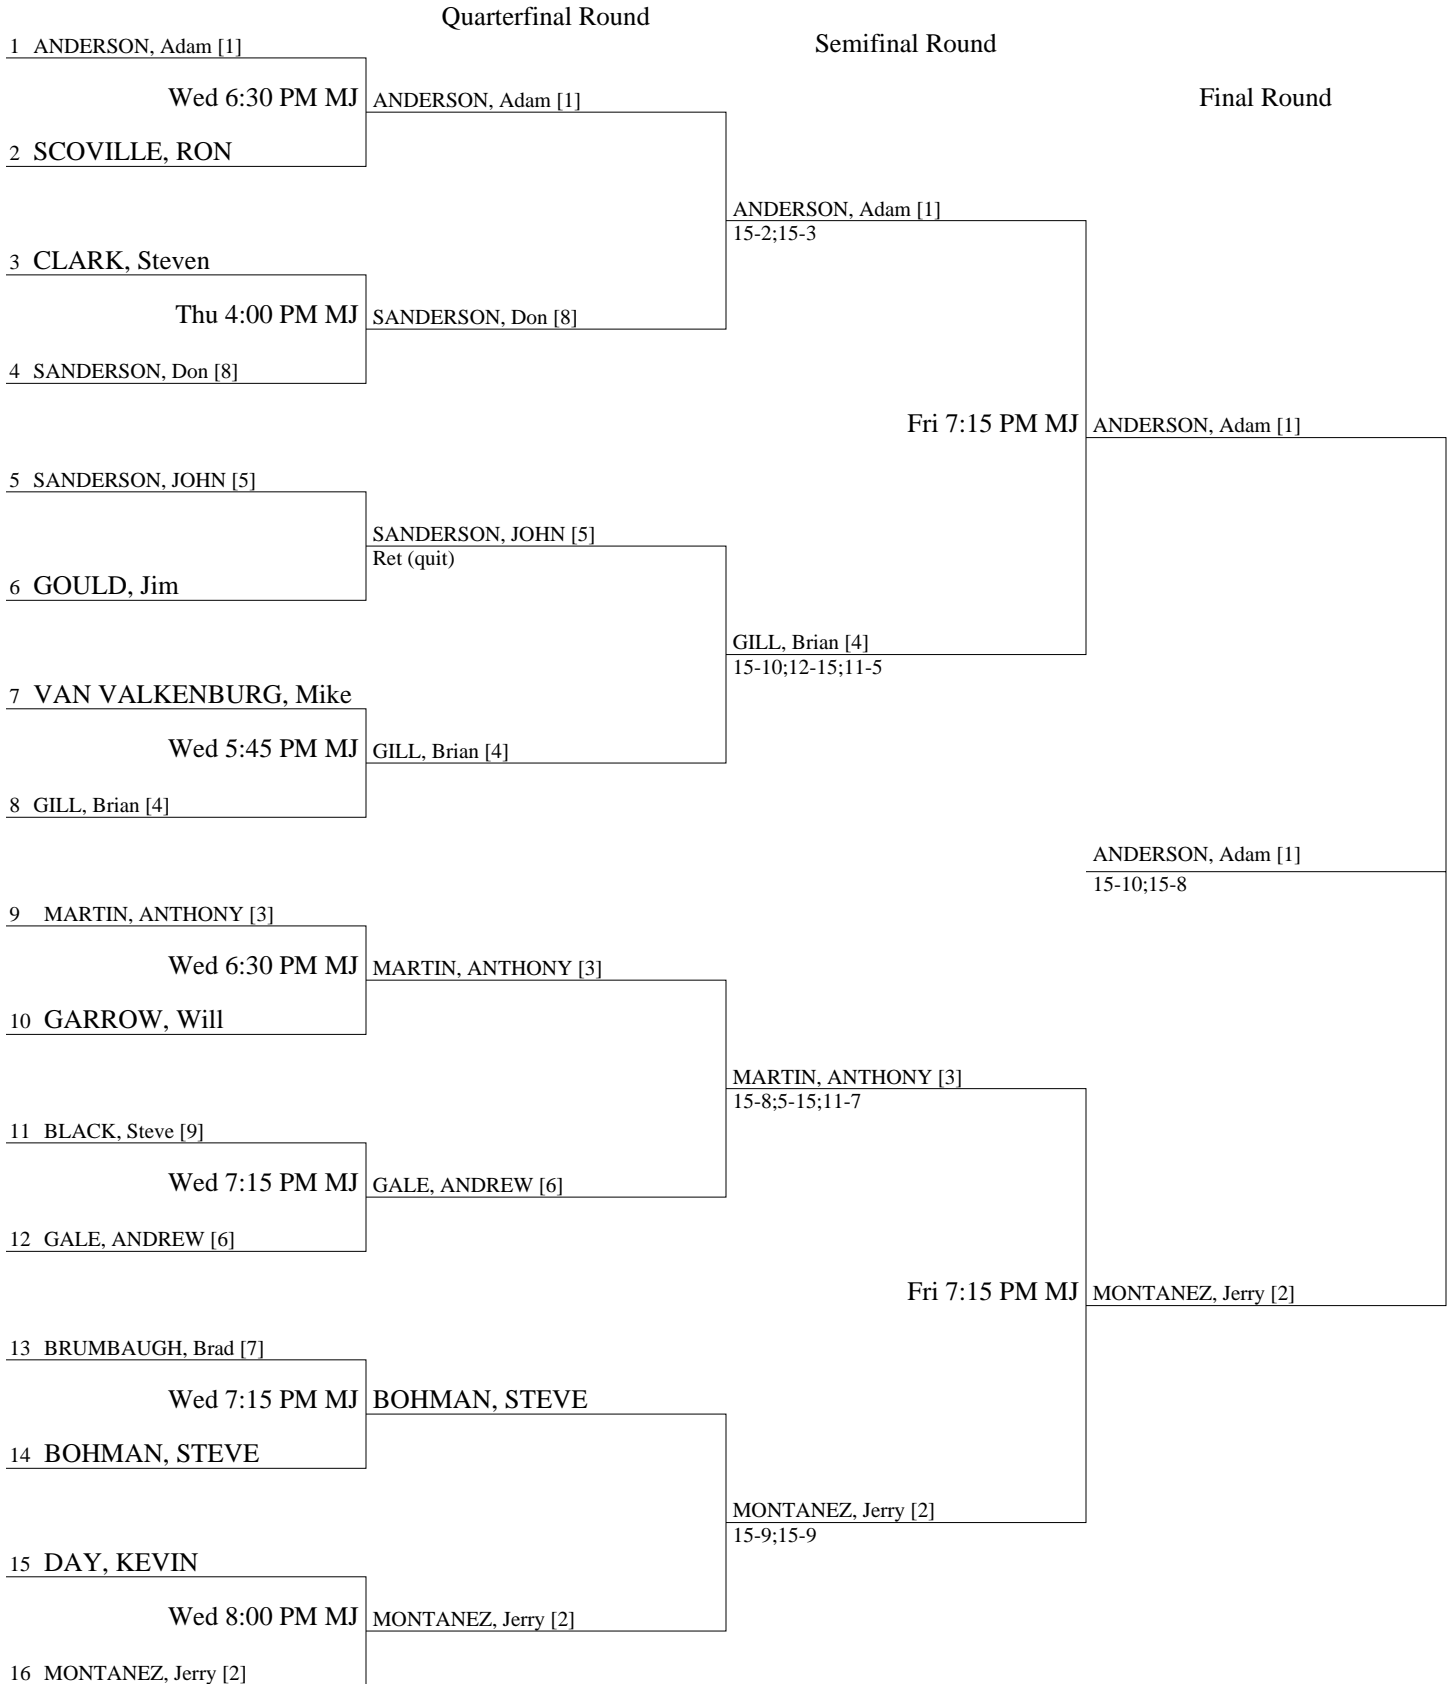 Quarterfinal Round
Semifinal Round
Final Round
1 ANDERSON, Adam [1]
Wed 6:30 PM MJ
ANDERSON, Adam [1]
2 SCOVILLE, RON
ANDERSON, Adam [1]
15-2;15-3
3 CLARK, Steven
Thu 4:00 PM MJ
SANDERSON, Don [8]
4 SANDERSON, Don [8]
Fri 7:15 PM MJ
ANDERSON, Adam [1]
5 SANDERSON, JOHN [5]
SANDERSON, JOHN [5]
Ret (quit)
6 GOULD, Jim
GILL, Brian [4]
15-10;12-15;11-5
7 VAN VALKENBURG, Mike
Wed 5:45 PM MJ
GILL, Brian [4]
8 GILL, Brian [4]
ANDERSON, Adam [1]
15-10;15-8
9 MARTIN, ANTHONY [3]
Wed 6:30 PM MJ
MARTIN, ANTHONY [3]
10 GARROW, Will
MARTIN, ANTHONY [3]
15-8;5-15;11-7
11 BLACK, Steve [9]
Wed 7:15 PM MJ
GALE, ANDREW [6]
12 GALE, ANDREW [6]
Fri 7:15 PM MJ
MONTANEZ, Jerry [2]
13 BRUMBAUGH, Brad [7]
Wed 7:15 PM MJ
BOHMAN, STEVE
14 BOHMAN, STEVE
MONTANEZ, Jerry [2]
15-9;15-9
15 DAY, KEVIN
Wed 8:00 PM MJ
MONTANEZ, Jerry [2]
16 MONTANEZ, Jerry [2]